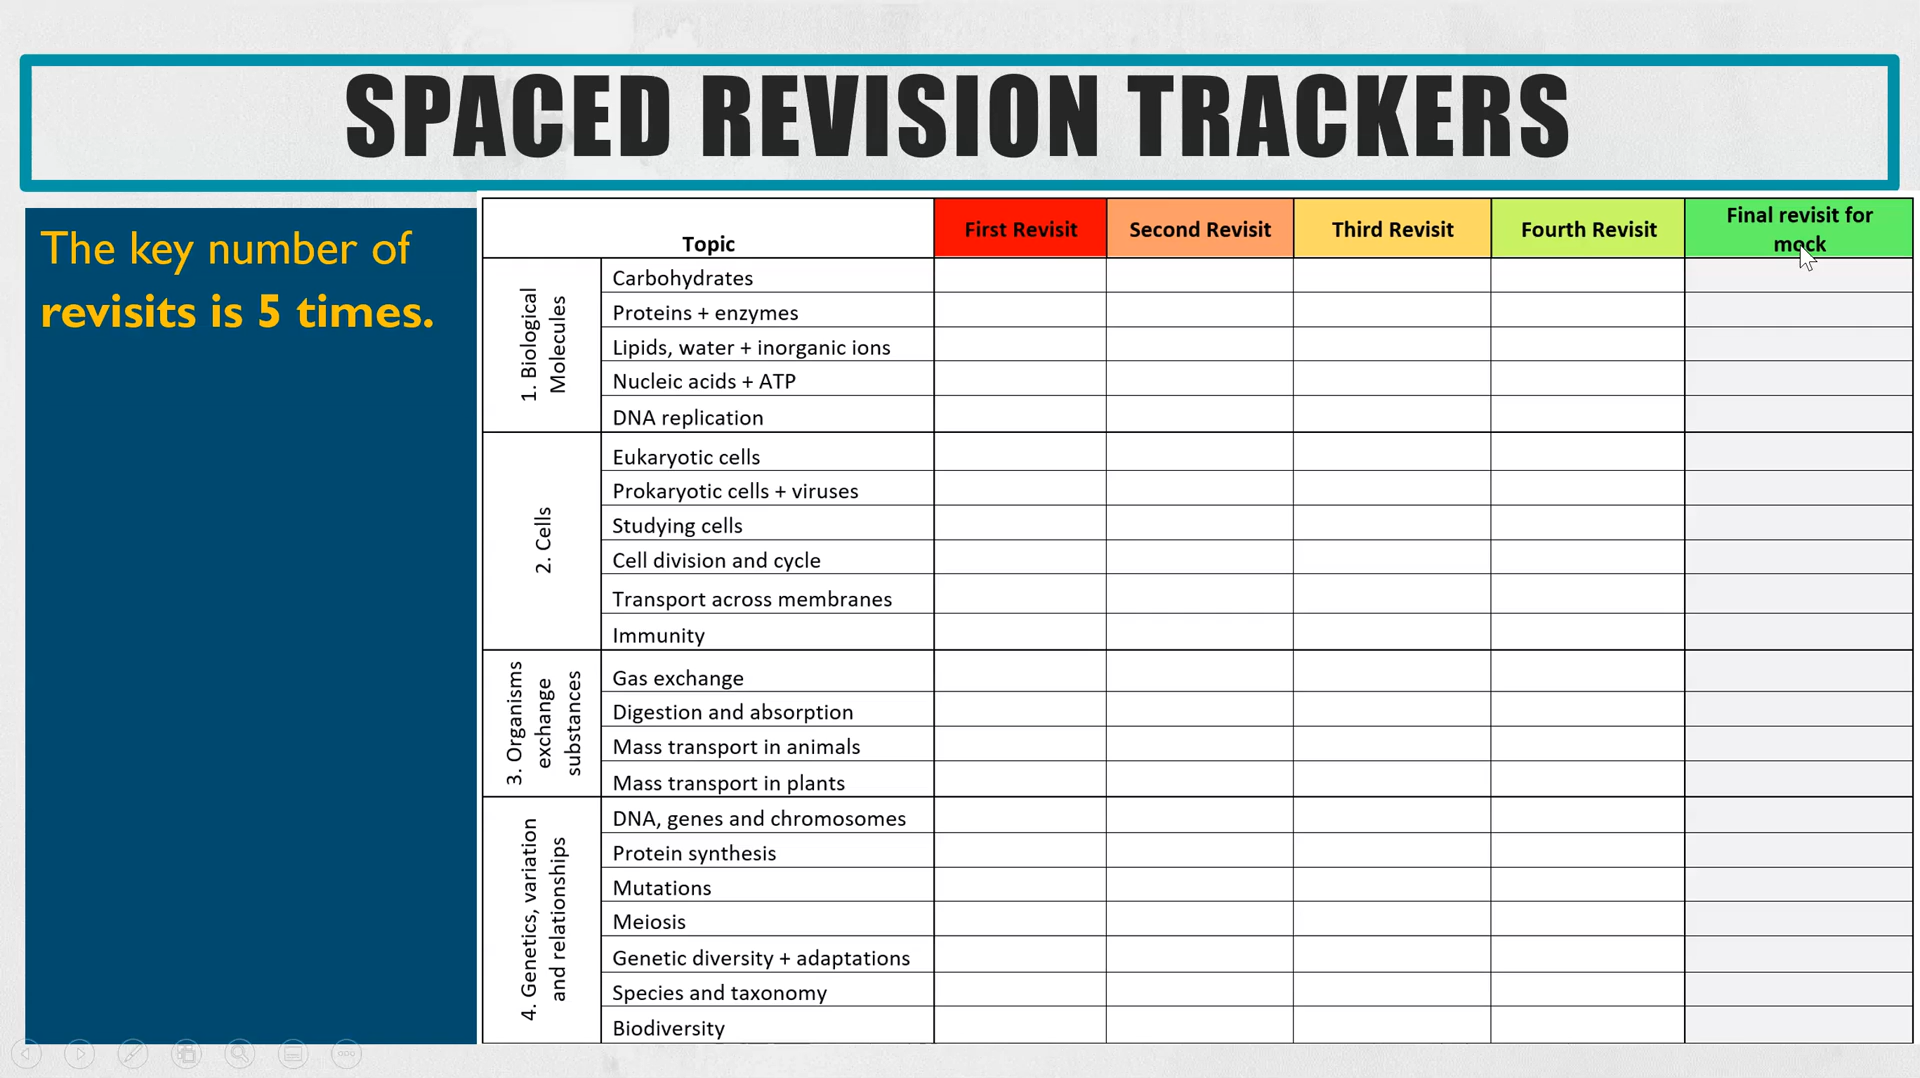 SPACED REVISION TRACKERS
The key number of
revisits is 5 times.
Topic
First Revisit
Second Revisit
Third Revisit
Fourth Revisit
Final revisit for
mock
1. Biological
Molecules
Carbohydrates
Proteins + enzymes
Lipids, water + inorganic ions
Nucleic acids + ATP
DNA replication
2. Cells
Eukaryotic cells
Prokaryotic cells + viruses
Studying cells
Cell division and cycle
Transport across membranes
Immunity
3. Organisms
exchange
substances
Gas exchange
Digestion and absorption
Mass transport in animals
Mass transport in plants
4. Genetics, variation
and relationships
DNA, genes and chromosomes
Protein synthesis
Mutations
Meiosis
Genetic diversity + adaptations
Species and taxonomy
Biodiversity